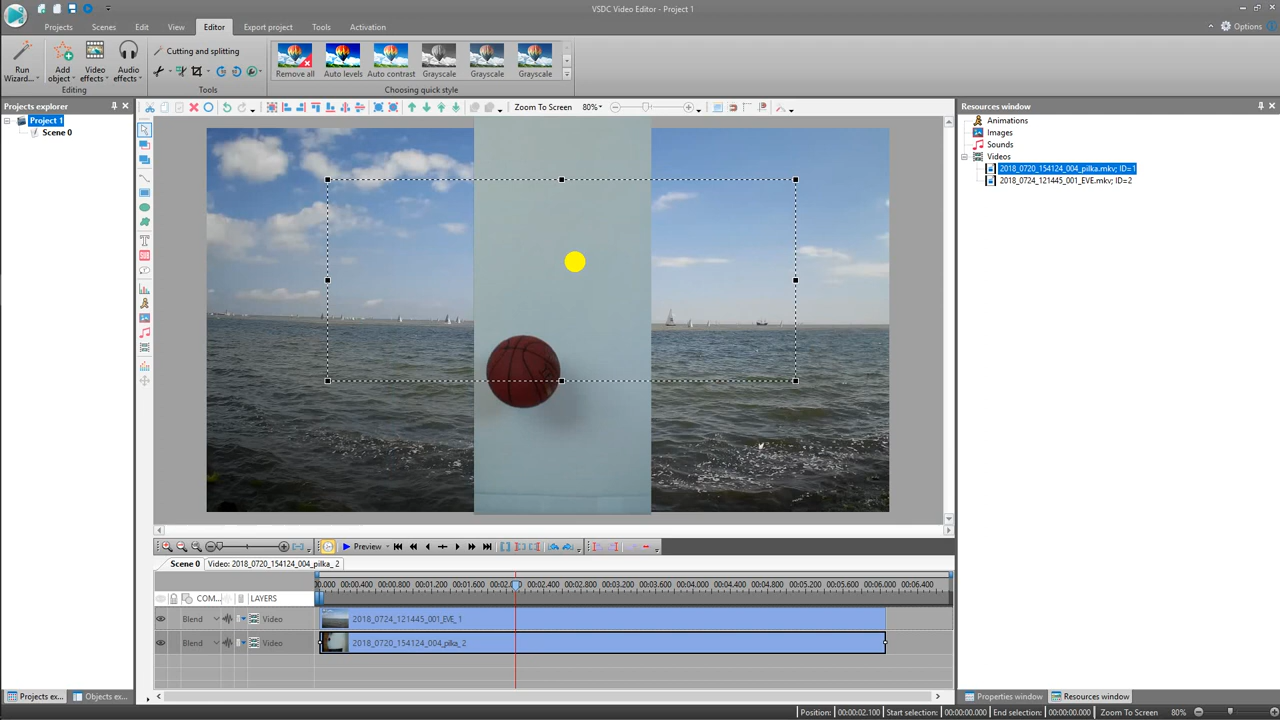 VSDC Video Editor - Project 1
Projects Scenes Edit View Editor Export project Tools Activation Options
Run Wizard... Add object Video effects Audio effects Cutting and splitting Remove all Auto levels Auto contrast Grayscale Grayscale Grayscale
Editing Tools Choosing quick style
Projects explorer Zoom To Screen 80% Resources window
Project 1
Scene 0
Animations
Images
Sounds
Videos
2018_0720_154124_004_pilka.mkv; ID=1
2018_0724_121445_001_EVE.mkv; ID=2
Preview
Scene 0 Video: 2018_0720_154124_004_pilka_ 2
0.000 00:00.400 00:00.800 00:01.200 00:01.600 00:02.400 00:02.800 00:03.200 00:03.600 00:04.000 00:04.400 00:04.800 00:05.200 00:05.600 00:06.000 00:06.400
COM... LAYERS
Blend Video 2018_0724_121445_001_EVE_1
Blend Video 2018_0720_154124_004_pilka_2
Projects ex... Objects ex... Properties window Resources window
Position: 00:00:02.100 Start selection: 00:00:00.000 End selection: 00:00:00.000 Zoom To Screen 80%